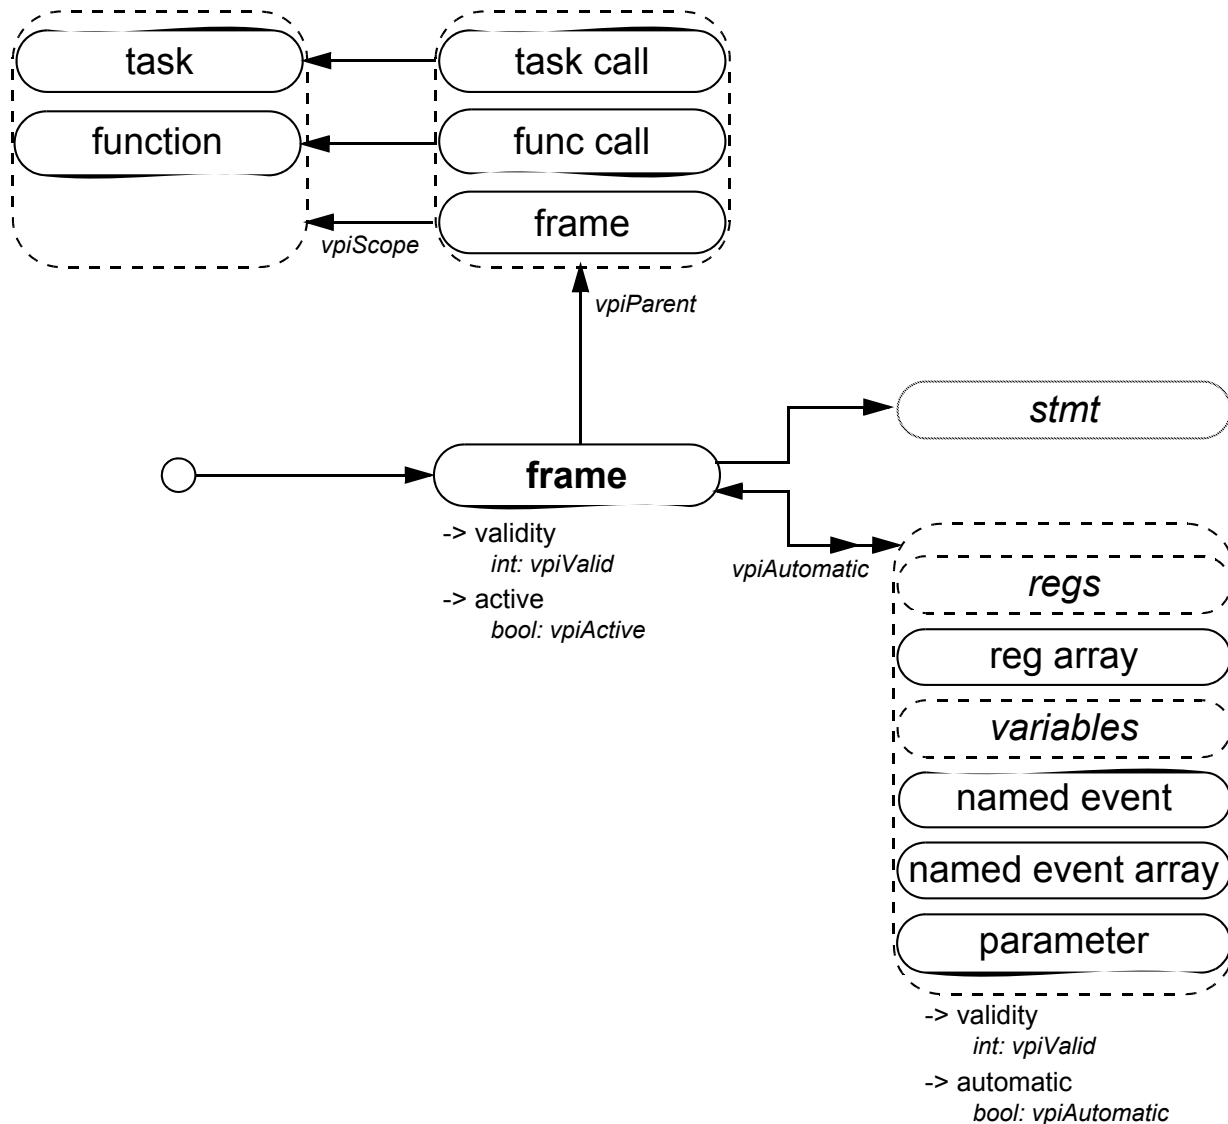 task
task call
function
func call
frame
vpiScope
vpiParent
stmt
frame
-> validity
int: vpiValid
-> active
bool: vpiActive
vpiAutomatic
regs
reg array
variables
named event
named event array
parameter
-> validity
int: vpiValid
-> automatic
bool: vpiAutomatic